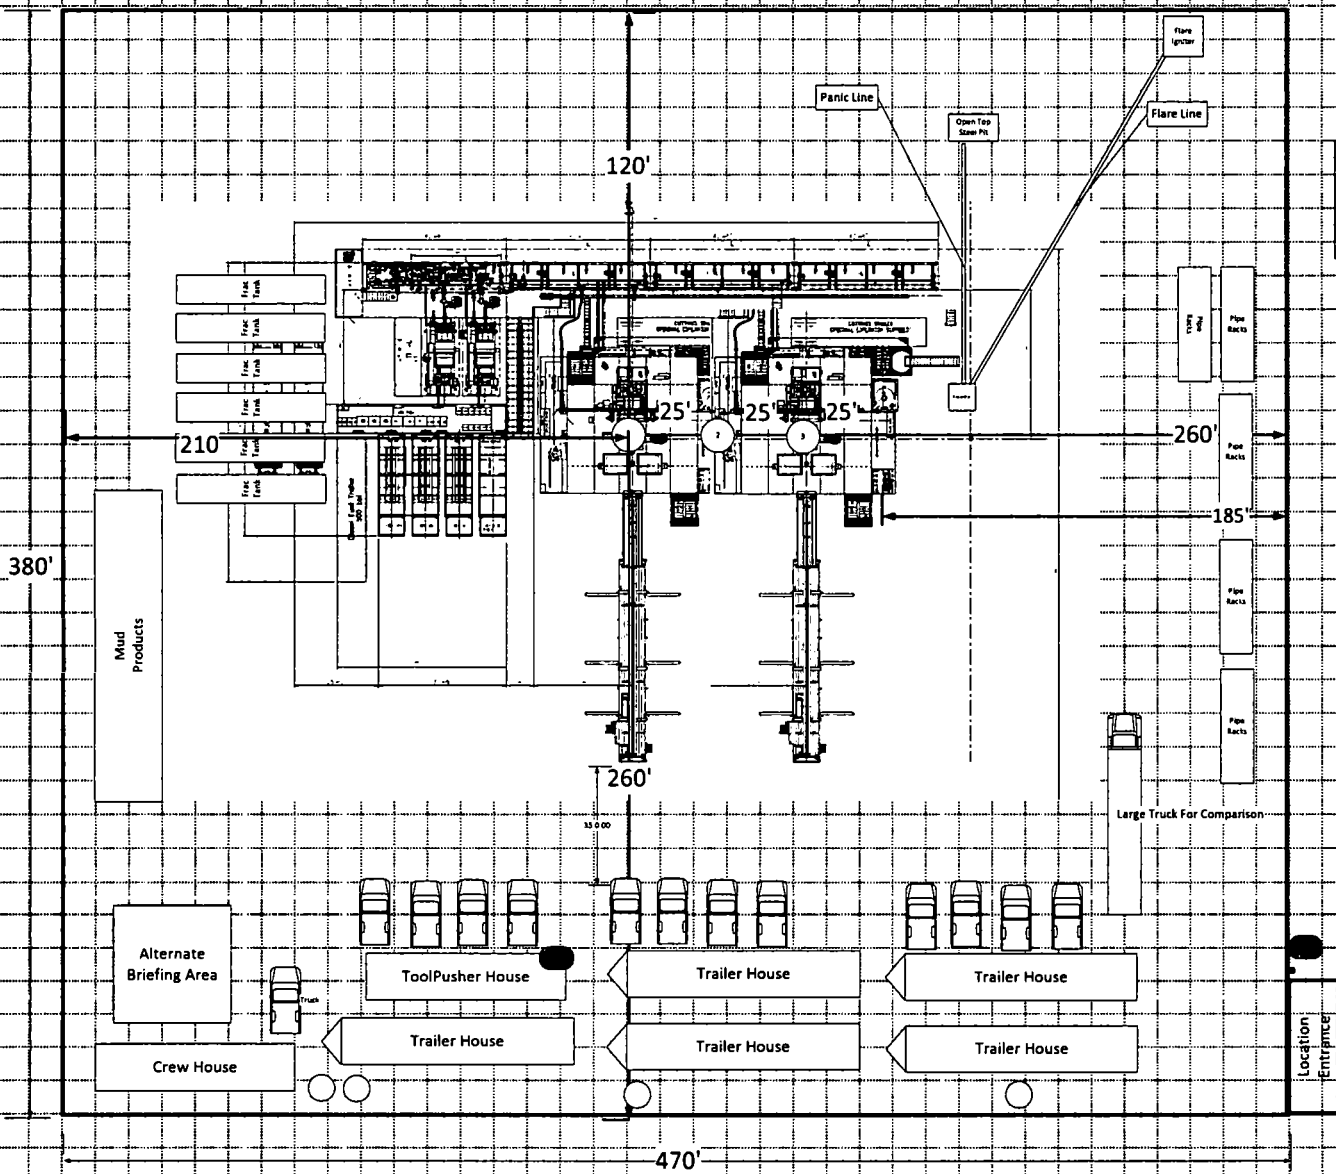 Flare
Igniter
Panic Line
Open Top
Steel Pit
Flare Line
120'
Frac
Tank
Frac
Tank
Frac
Tank
Frac
Tank
Frac
Tank
Frac
Tank
Pipe
Racks
Pipe
Racks
25'
25'
25'
2
3
210
260'
Pipe
Racks
185'
380'
Pipe
Racks
Mud
Products
Pipe
Racks
260'
Large Truck For Comparison
Alternate
Briefing Area
Truck
ToolPusher House
Trailer House
Trailer House
Trailer House
Trailer House
Trailer House
Crew House
Location
Entrance
470'